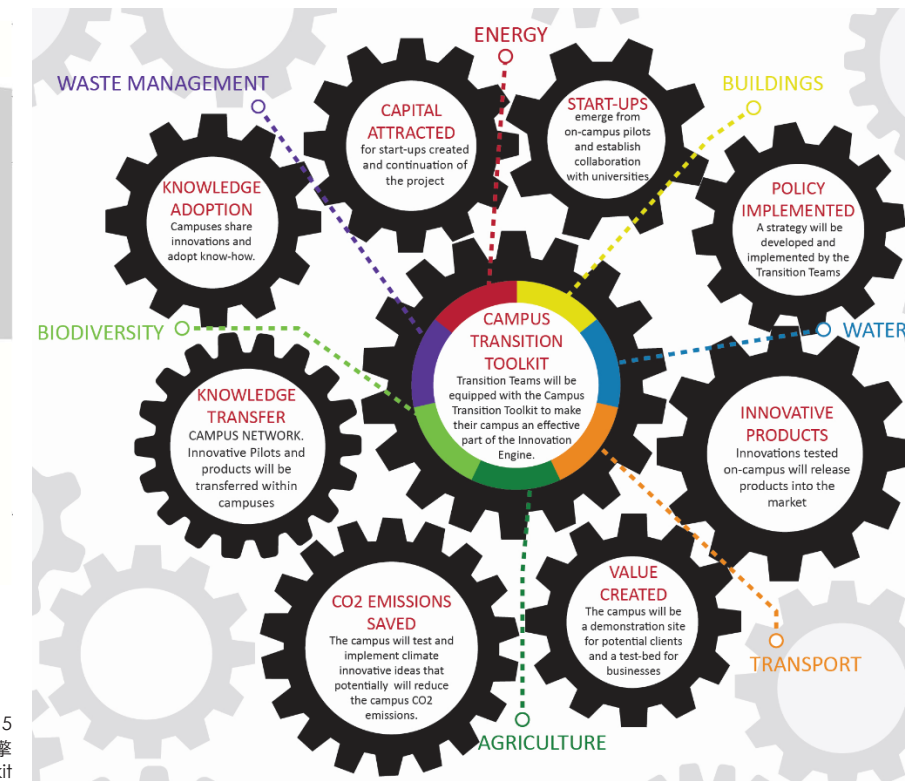 ENERGY
WASTE MANAGEMENT
BUILDINGS
CAPITAL
ATTRACTED
for start-ups created
and continuation of
the project
START-UPS
emerge from
on-campus pilots
and establish
collaboration
with universities
KNOWLEDGE
ADOPTION
Campuses share
innovations and
adopt know-how.
POLICY
IMPLEMENTED
A strategy will be
developed and
implemented by the
Transition Teams
BIODIVERSITY
WATER
CAMPUS
TRANSITION
TOOLKIT
Transition Teams will be
equipped with the Campus
Transition Toolkit to make
their campus an effective
part of the Innovation
Engine.
KNOWLEDGE
TRANSFER
CAMPUS NETWORK.
Innovative Pilots and
products will be
transferred within
campuses
INNOVATIVE
PRODUCTS
Innovations tested
on-campus will release
products into the
market
CO2 EMISSIONS
SAVED
The campus will test and
implement climate
innovative ideas that
potentially will reduce
the campus CO2
emissions.
VALUE
CREATED
The campus will be
a demonstration site
for potential clients
and a test-bed for
businesses
TRANSPORT
AGRICULTURE
5
擎
kit